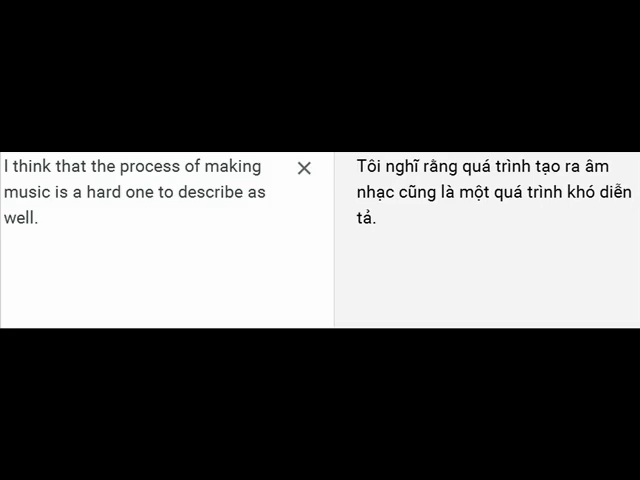 I think that the process of making
music is a hard one to describe as
well.
Tôi nghĩ rằng quá trình tạo ra âm
nhạc cũng là một quá trình khó diễn
tả.